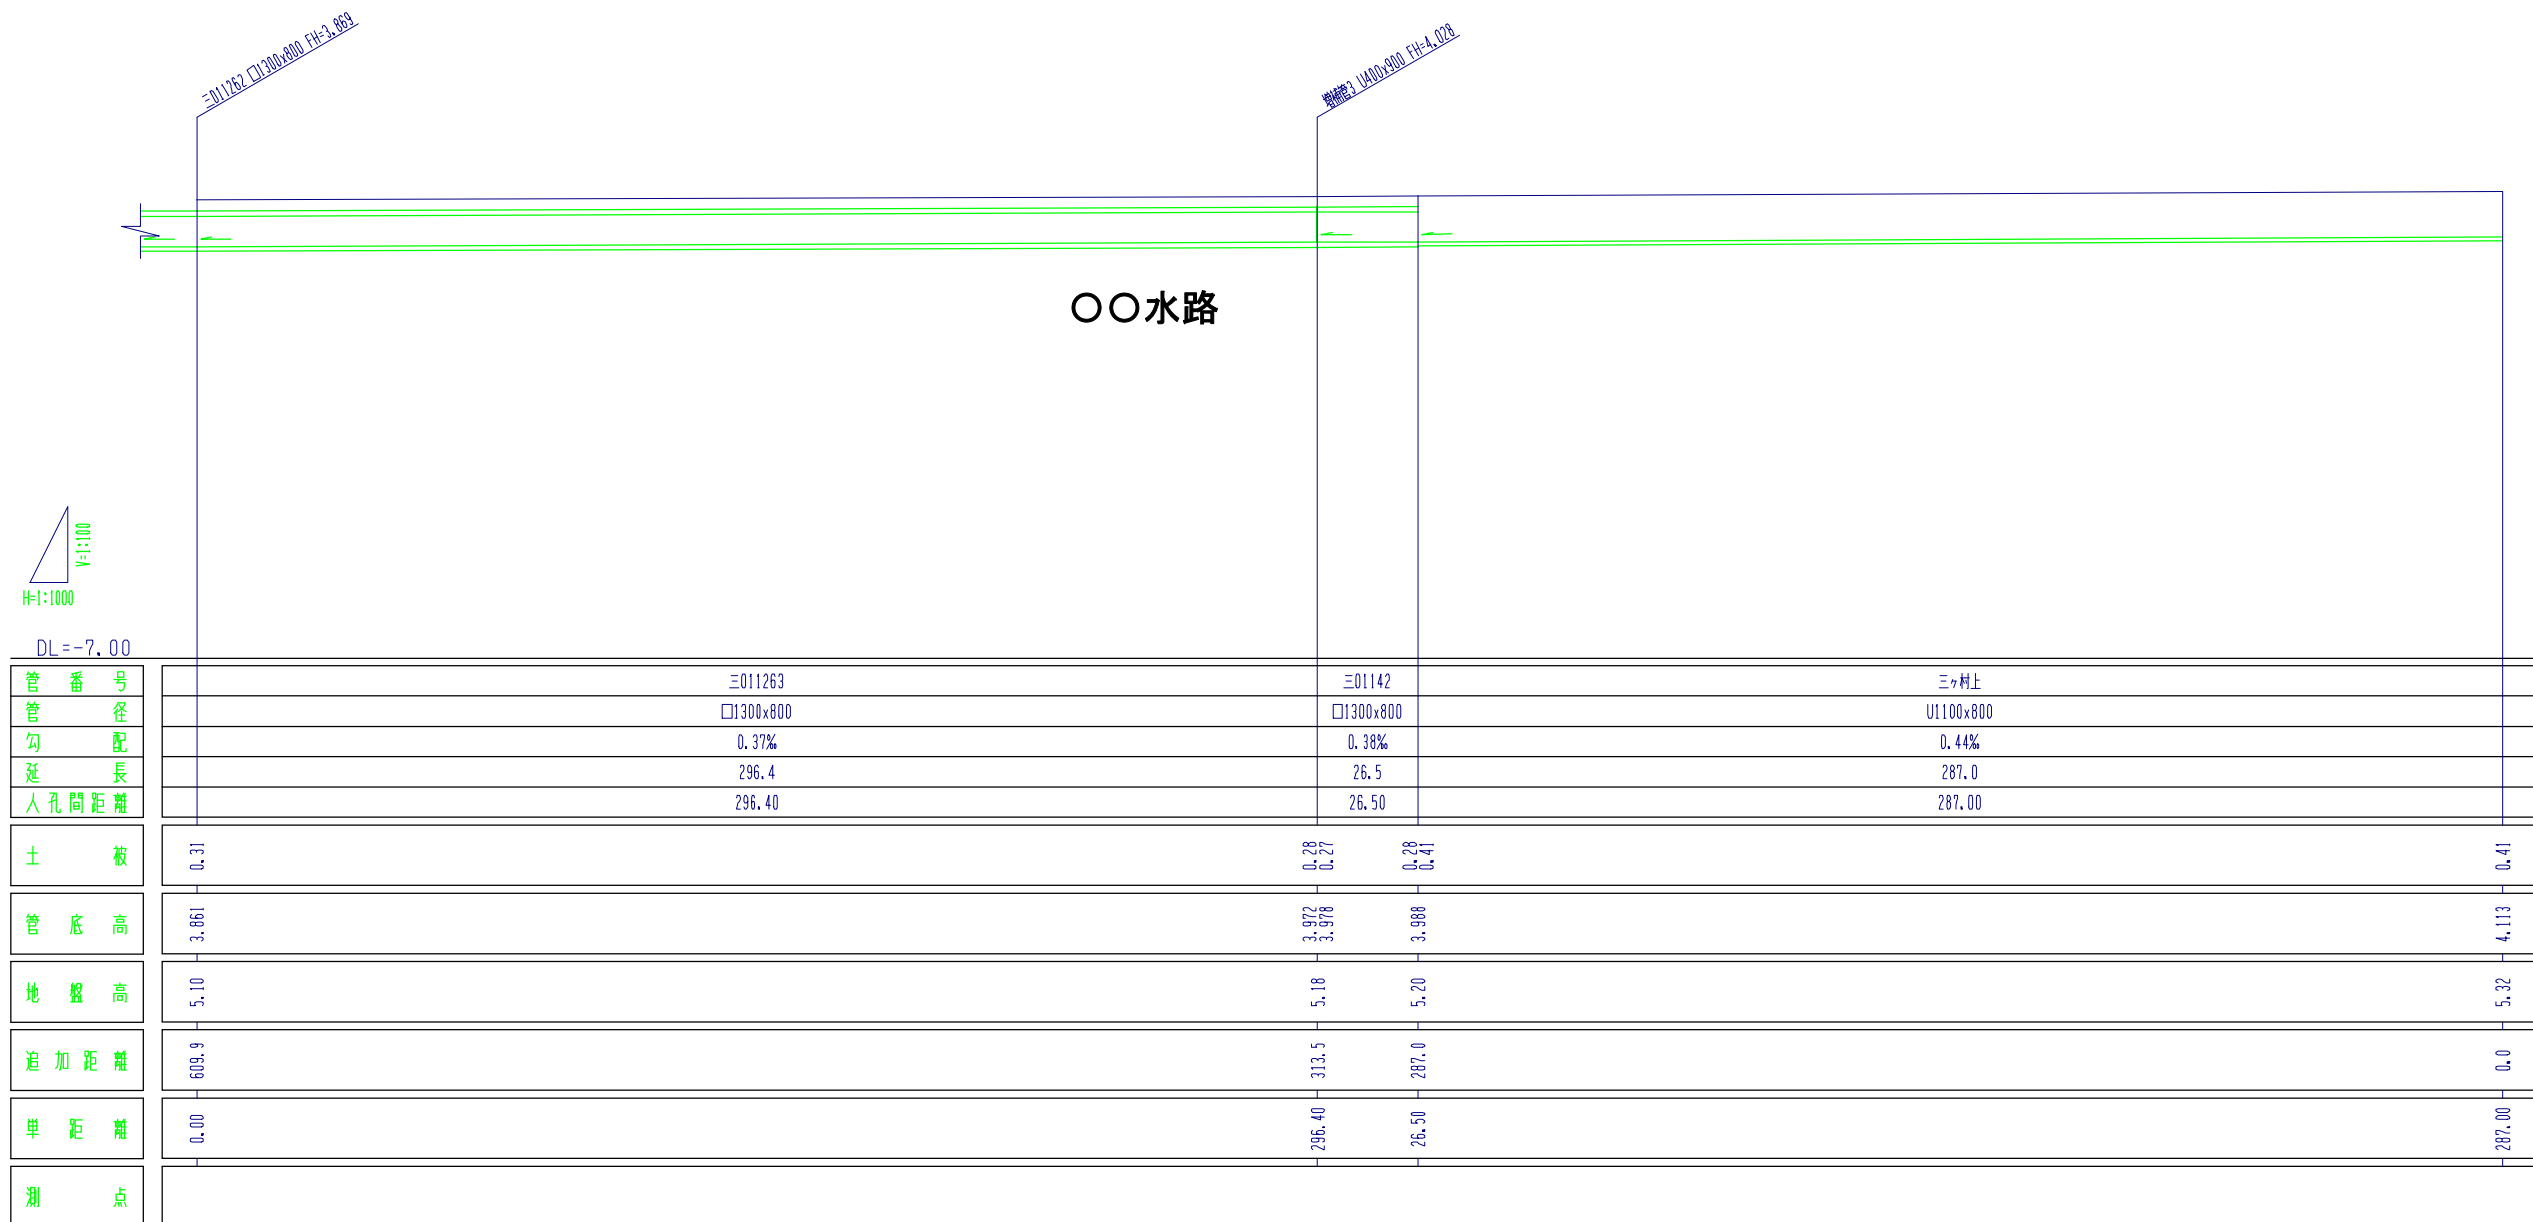 三011262 □1300x800 FH=3.869
増補管3 U400x900 FH=4.028
○○水路
V=1:100
H=1:1000
DL=-7.00
管番号 三011263 三01142 三ヶ村上
管径 □1300x800 □1300x800 U1100x800
勾配 0.37‰ 0.38‰ 0.44‰
延長 296.4 26.5 287.0
人孔間距離 296.40 26.50 287.00
土被 0.31 0.28 0.27 0.28 0.41 0.41
管底高 3.861 3.972 3.978 3.988 4.113
地盤高 5.10 5.18 5.20 5.32
追加距離 609.9 313.5 287.0 0.0
単距離 0.00 296.40 26.50 287.00
測点